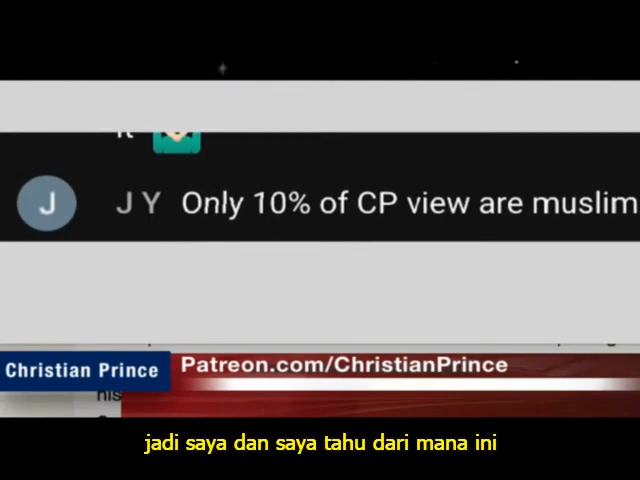 J
J Y Only 10% of CP view are muslim
Christian Prince
Patreon.com/ChristianPrince
his
jadi saya dan saya tahu dari mana ini